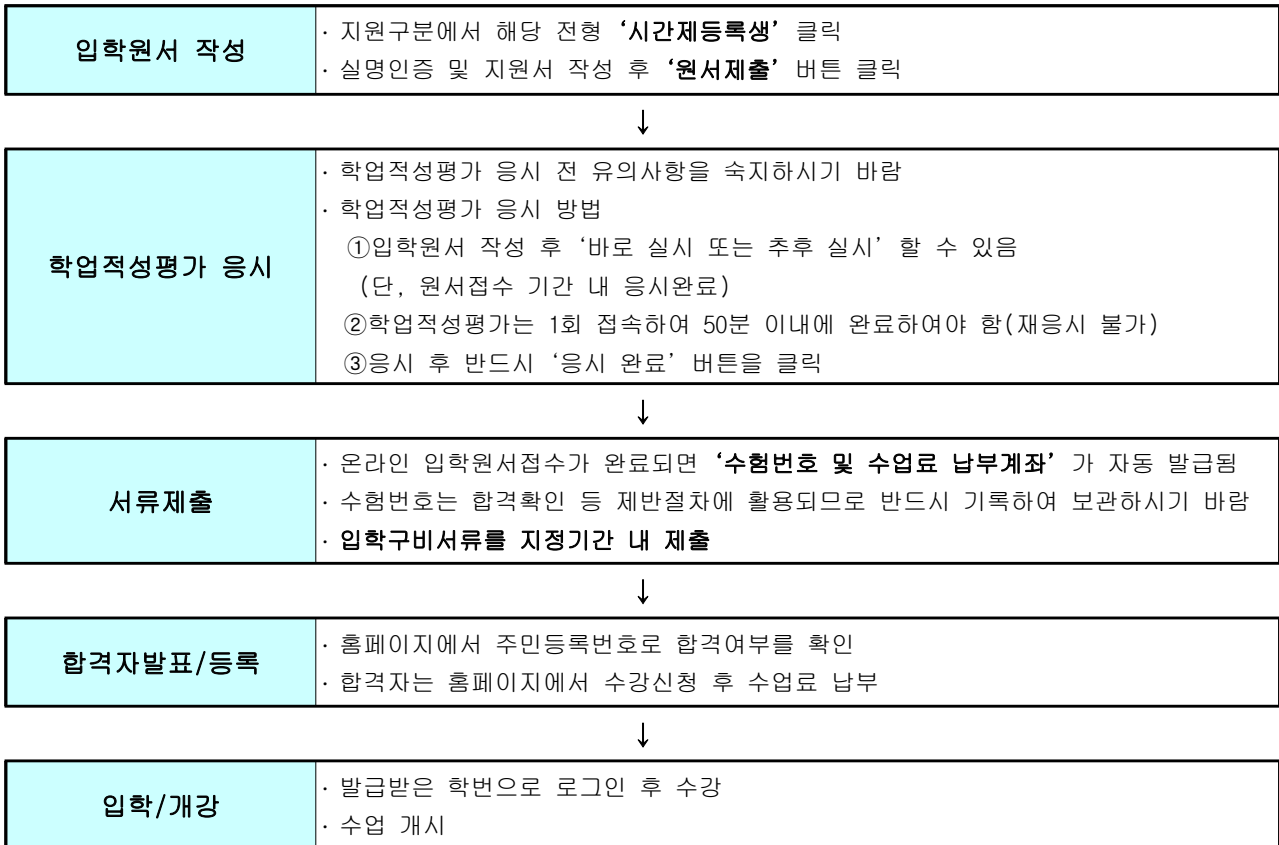 입학원서 작성
· 지원구분에서 해당 전형 ‘시간제등록생’ 클릭
· 실명인증 및 지원서 작성 후 ‘원서제출’ 버튼 클릭
↓
학업적성평가 응시
· 학업적성평가 응시 전 유의사항을 숙지하시기 바람
· 학업적성평가 응시 방법
①입학원서 작성 후 ‘바로 실시 또는 추후 실시’ 할 수 있음
(단, 원서접수 기간 내 응시완료)
②학업적성평가는 1회 접속하여 50분 이내에 완료하여야 함(재응시 불가)
③응시 후 반드시 ‘응시 완료’ 버튼을 클릭
↓
서류제출
· 온라인 입학원서접수가 완료되면 ‘수험번호 및 수업료 납부계좌’ 가 자동 발급됨
· 수험번호는 합격확인 등 제반절차에 활용되므로 반드시 기록하여 보관하시기 바람
· 입학구비서류를 지정기간 내 제출
↓
합격자발표/등록
· 홈페이지에서 주민등록번호로 합격여부를 확인
· 합격자는 홈페이지에서 수강신청 후 수업료 납부
↓
입학/개강
· 발급받은 학번으로 로그인 후 수강
· 수업 개시